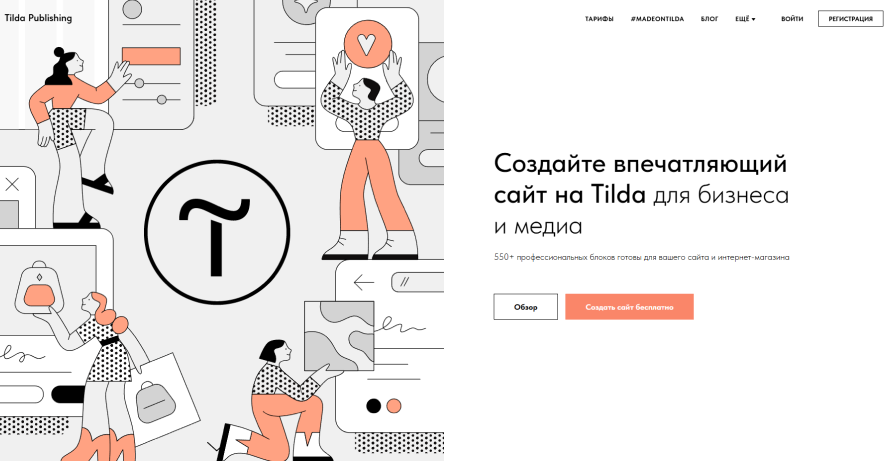 Tilda Publishing
ТАРИФЫ
#MADEONTILDA
БЛОГ
ЕЩЁ
ВОЙТИ
РЕГИСТРАЦИЯ
Создайте впечатляющий
сайт на Tilda для бизнеса
и медиа
550+ профессиональных блоков готовы для вашего сайта и интернет-магазина
Обзор
Создать сайт бесплатно